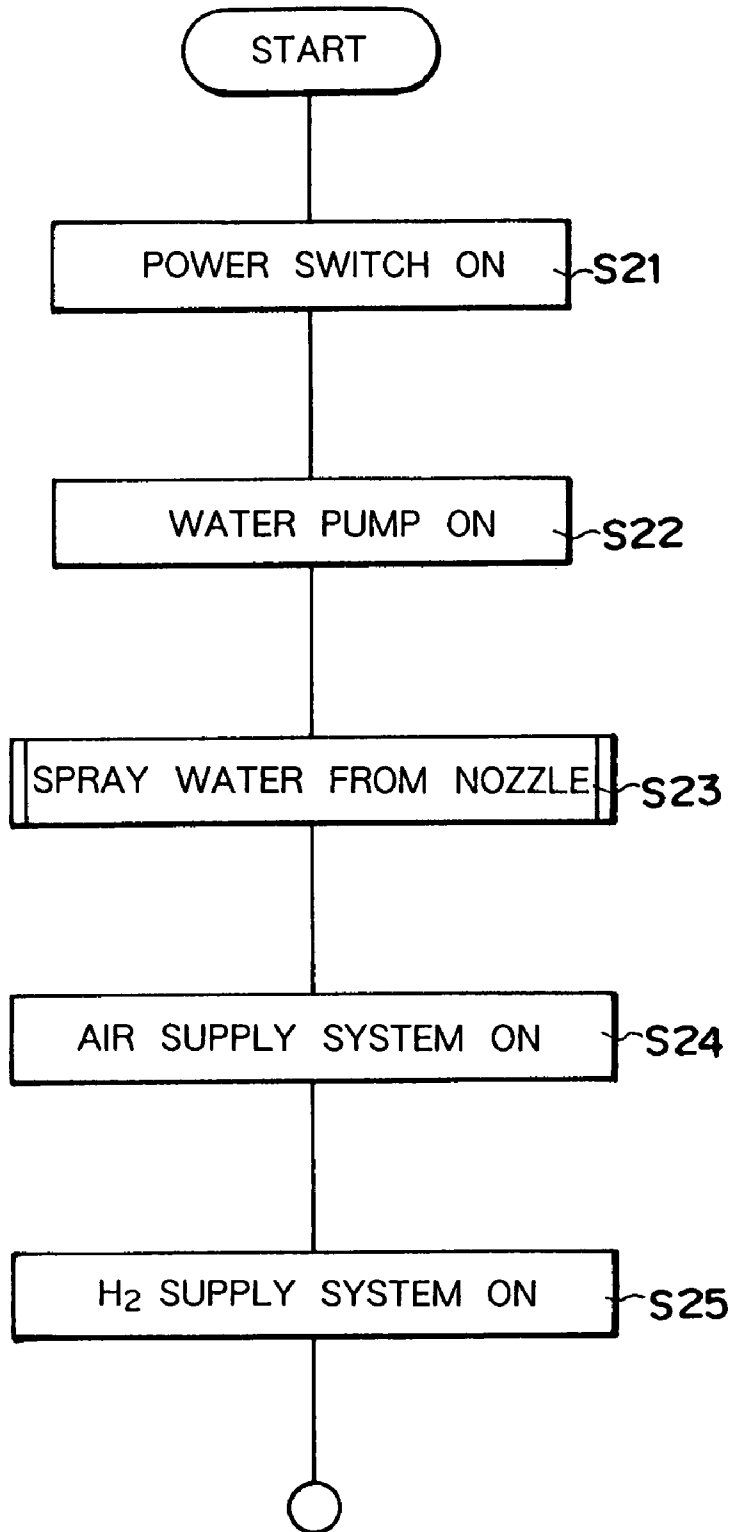 START
POWER SWITCH ON
S21
WATER PUMP ON
S22
SPRAY WATER FROM NOZZLE
S23
AIR SUPPLY SYSTEM ON
S24
H₂ SUPPLY SYSTEM ON
S25